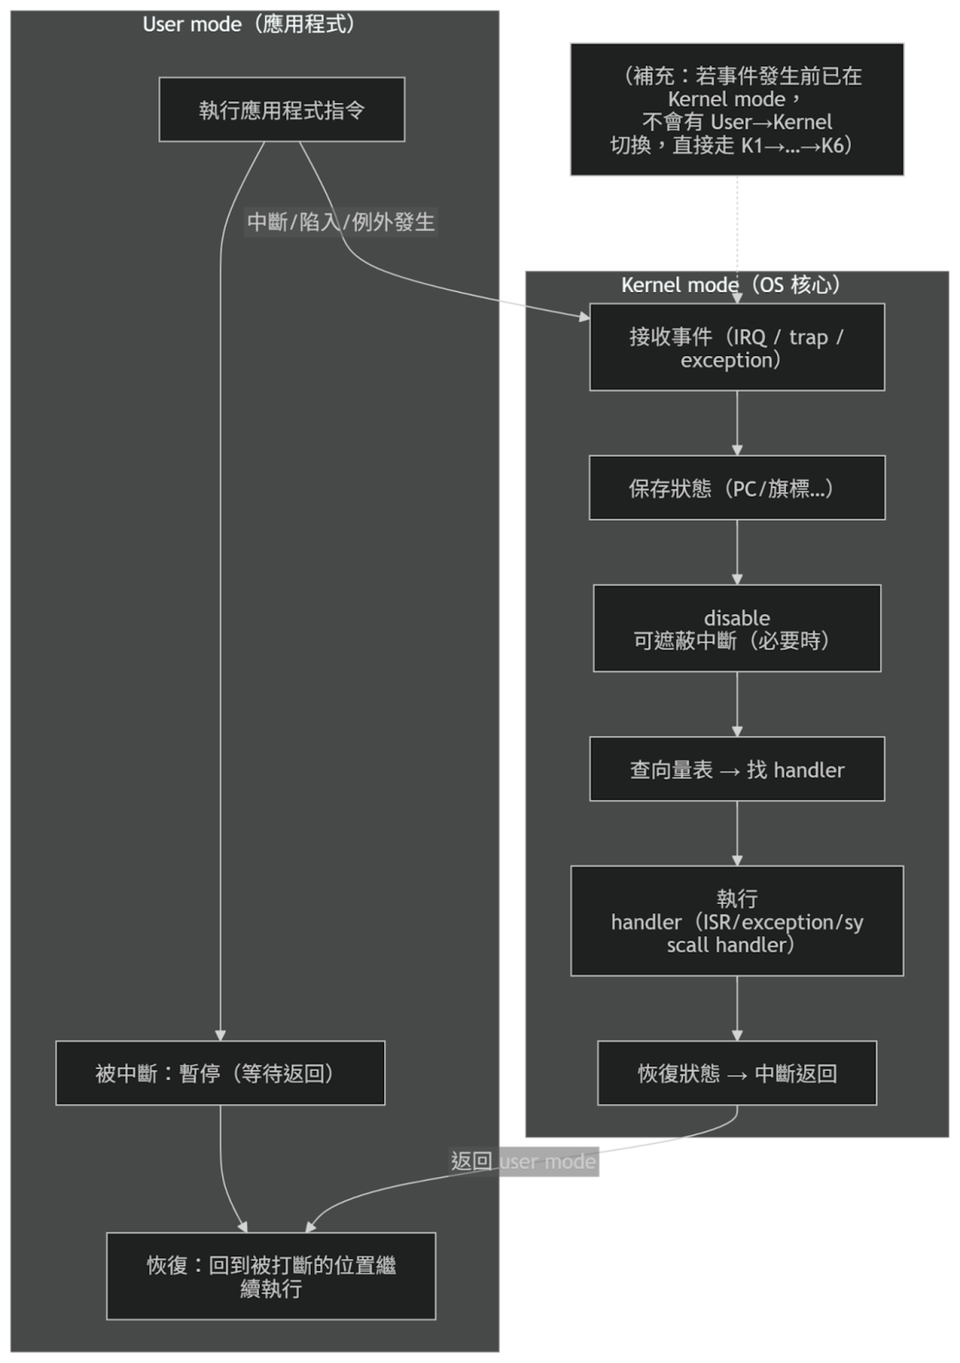 User mode（應用程式）
執行應用程式指令
中斷/陷入/例外發生
（補充：若事件發生前已在
Kernel mode，
不會有 User→Kernel
切換，直接走 K1→…→K6）
Kernel mode（OS 核心）
接收事件（IRQ / trap /
exception）
保存狀態（PC/旗標…）
disable
可遮蔽中斷（必要時）
查向量表 → 找 handler
執行
handler（ISR/exception/sy
scall handler）
被中斷：暫停（等待返回）
恢復狀態 → 中斷返回
返回 user mode
恢復：回到被打斷的位置繼
續執行